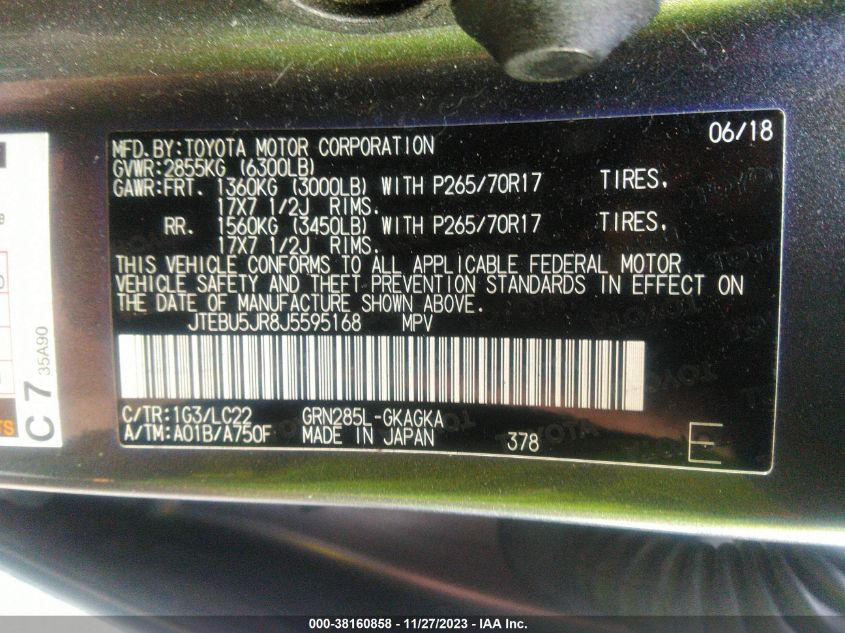 06/18
MFD.BY:TOYOTA MOTOR CORPORATION
GVWR:2855KG (6300LB)
GAWR:FRT. 1360KG (3000LB) WITH P265/70R17 TIRES,
17X7 1/2J RIMS.
RR. 1560KG (3450LB) WITH P265/70R17 TIRES,
17X7 1/2J RIMS.
THIS VEHICLE CONFORMS TO ALL APPLICABLE FEDERAL MOTOR
VEHICLE SAFETY AND THEFT PREVENTION STANDARDS IN EFFECT ON
THE DATE OF MANUFACTURE SHOWN ABOVE.
JTEBU5JR8J5595168 MPV
C/TR:1G3/LC22 GRN285L-GKAGKA
A/TM:A01B/A750F MADE IN JAPAN 378 E
C7
35A90
000-38160858 - 11/27/2023 - IAA Inc.